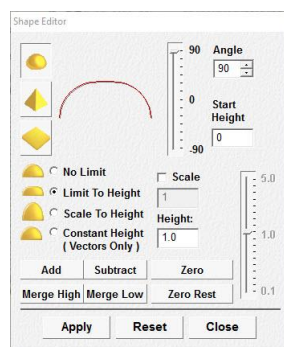 Shape Editor
90
Angle
90
0
Start
Height
0
-90
No Limit
Scale
5.0
Limit To Height
1
Scale To Height
Height:
Constant Height
( Vectors Only )
1.0
1.0
0.1
Add
Subtract
Zero
Merge High
Merge Low
Zero Rest
Apply
Reset
Close